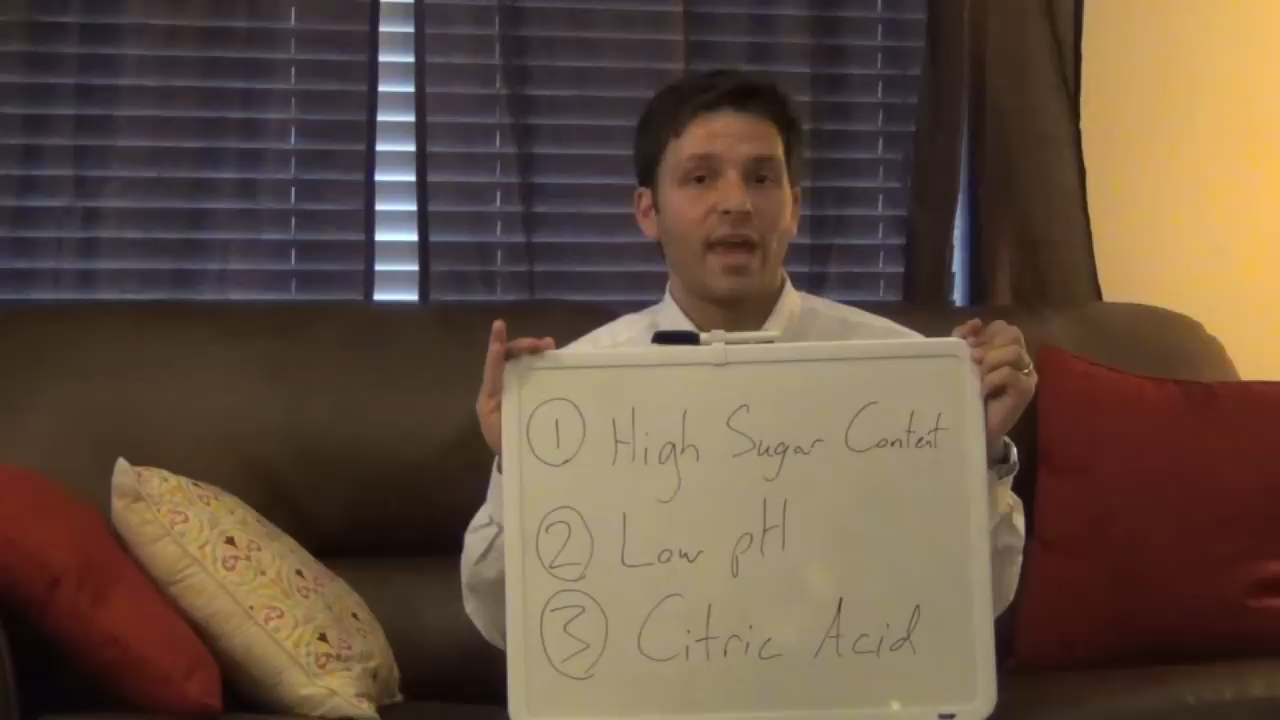 ① High Sugar Content
② Low pH
③ Citric Acid